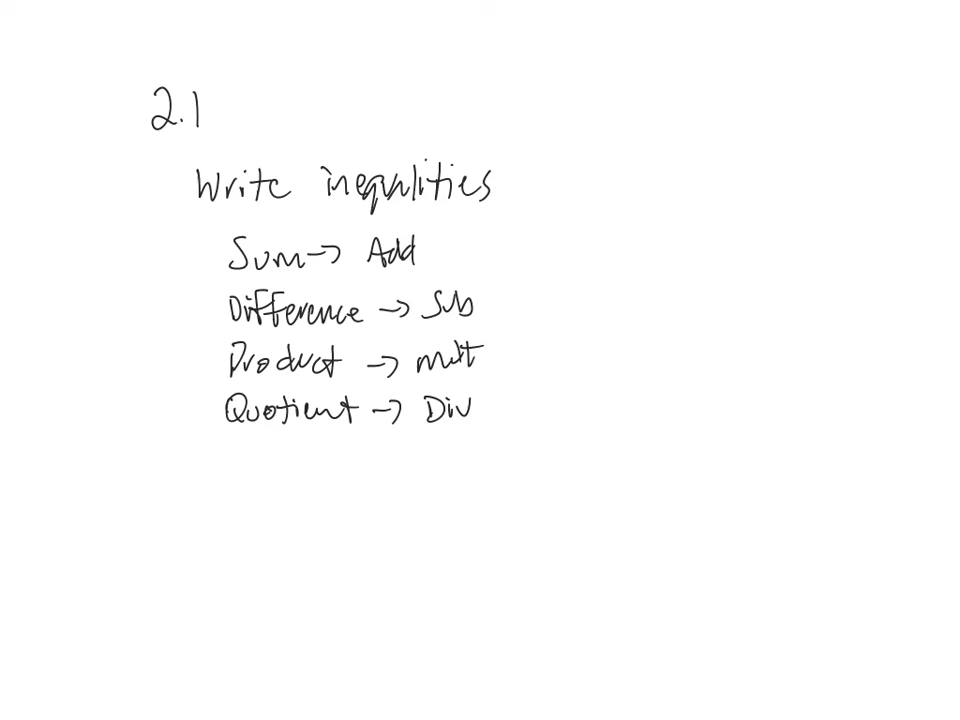 2.1
Write inequalities
Sum -> Add
Difference -> Sub
Product -> mult
Quotient -> Div